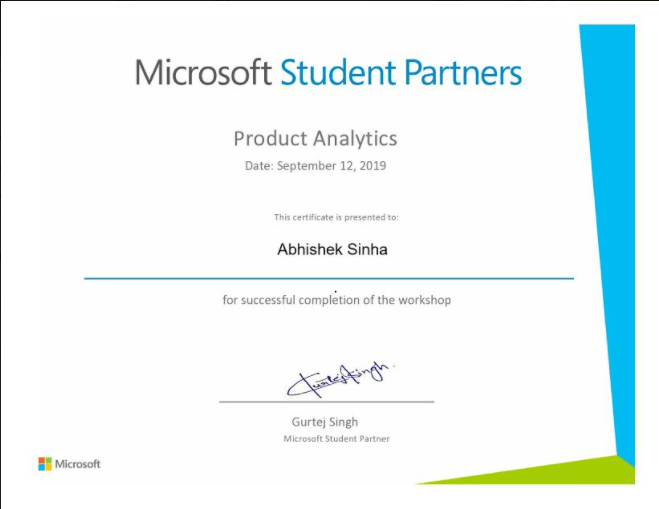 Microsoft Student Partners
Product Analytics
Date: September 12, 2019
This certificate is presented to:
Abhishek Sinha
for successful completion of the workshop
Gurtej Singh
Gurtej Singh
Microsoft Student Partner
Microsoft